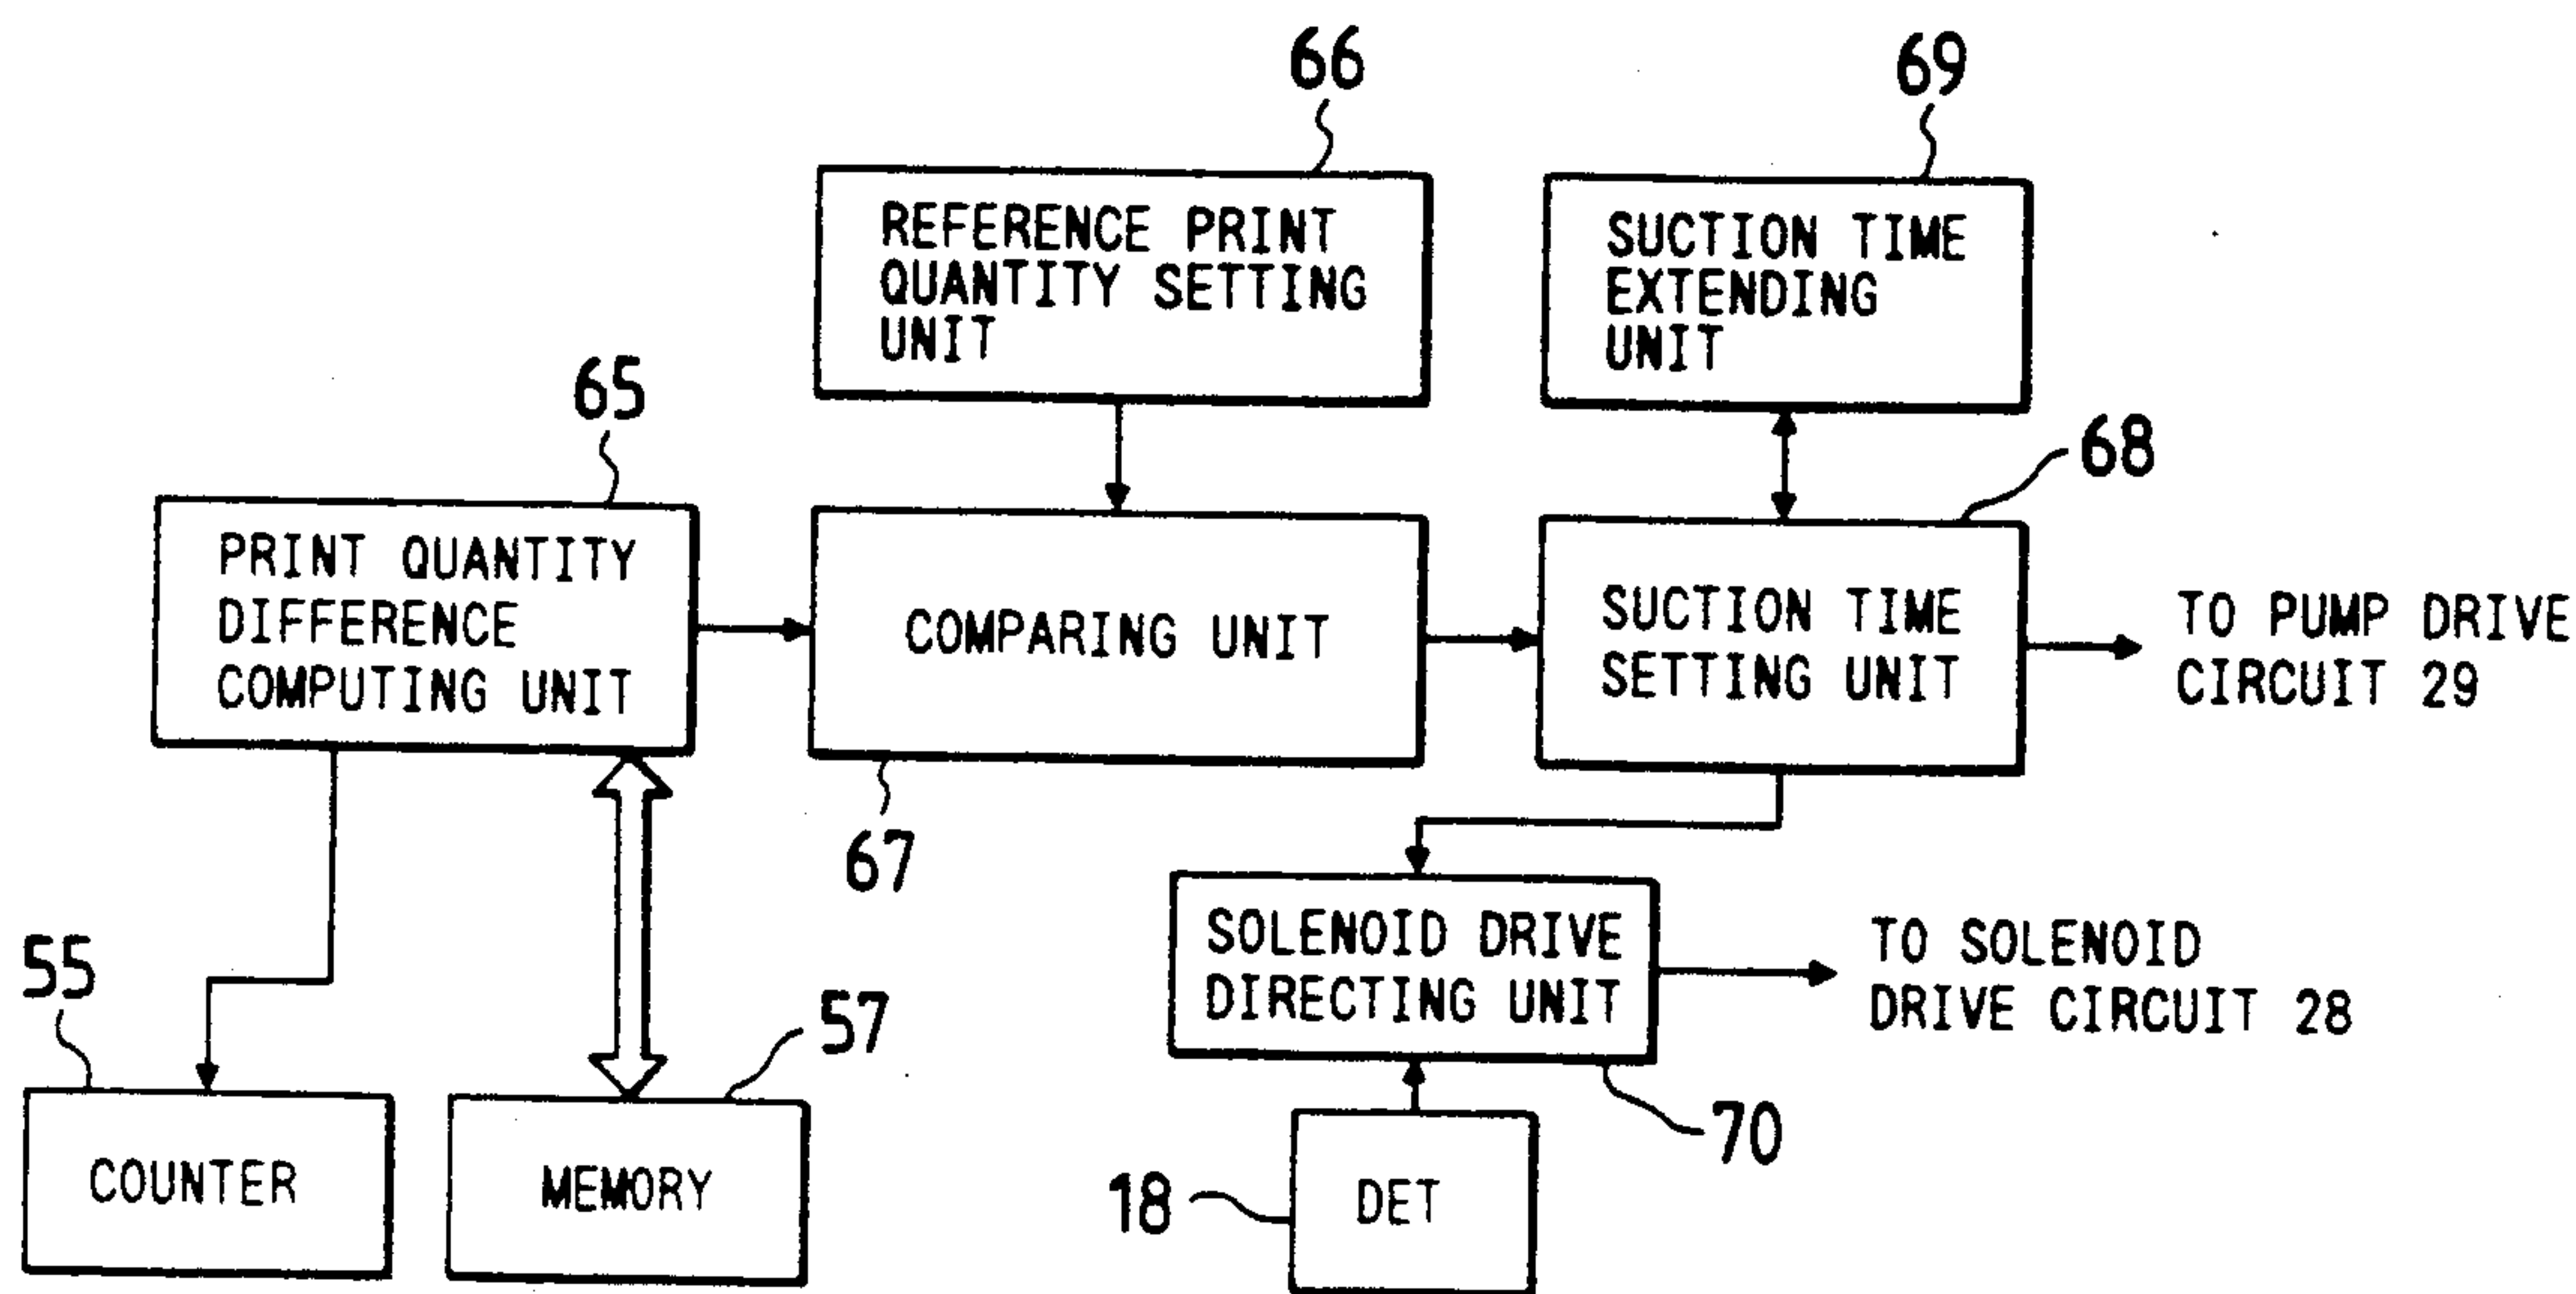 66
69
REFERENCE PRINT
QUANTITY SETTING
UNIT
SUCTION TIME
EXTENDING
UNIT
65
68
PRINT QUANTITY
DIFFERENCE
COMPUTING UNIT
COMPARING UNIT
SUCTION TIME
SETTING UNIT
TO PUMP DRIVE
CIRCUIT 29
67
SOLENOID DRIVE
DIRECTING UNIT
TO SOLENOID
DRIVE CIRCUIT 28
55
57
70
COUNTER
MEMORY
18
DET